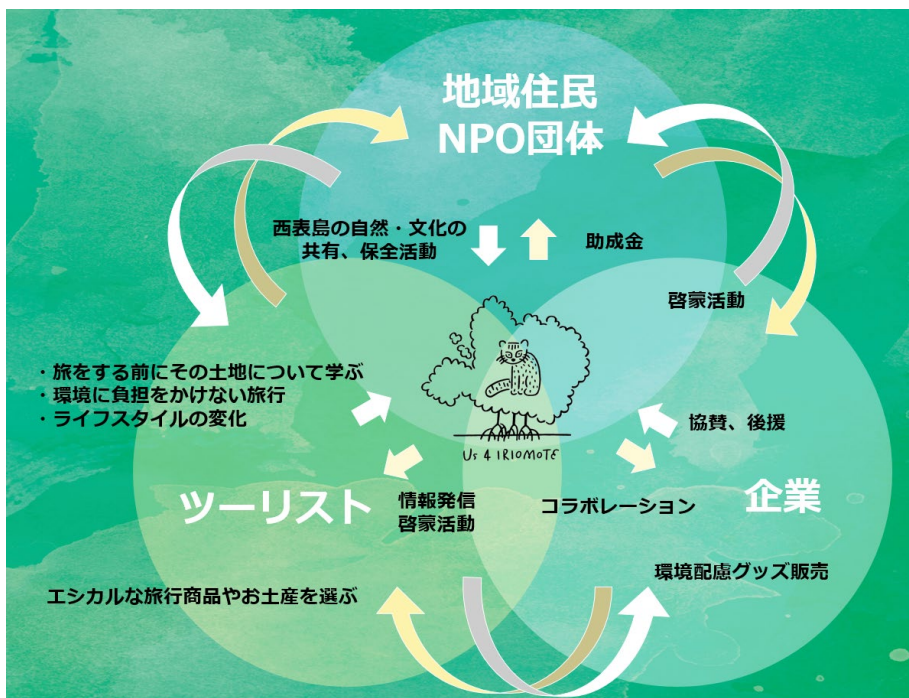 地域住民
NPO団体
西表島の自然・文化の
共有、保全活動
助成金
啓蒙活動
・旅をする前にその土地について学ぶ
・環境に負担をかけない旅行
・ライフスタイルの変化
協賛、後援
Us 4 IRIOMOTE
ツーリスト
情報発信
啓蒙活動
コラボレーション
企業
環境配慮グッズ販売
エシカルな旅行商品やお土産を選ぶ